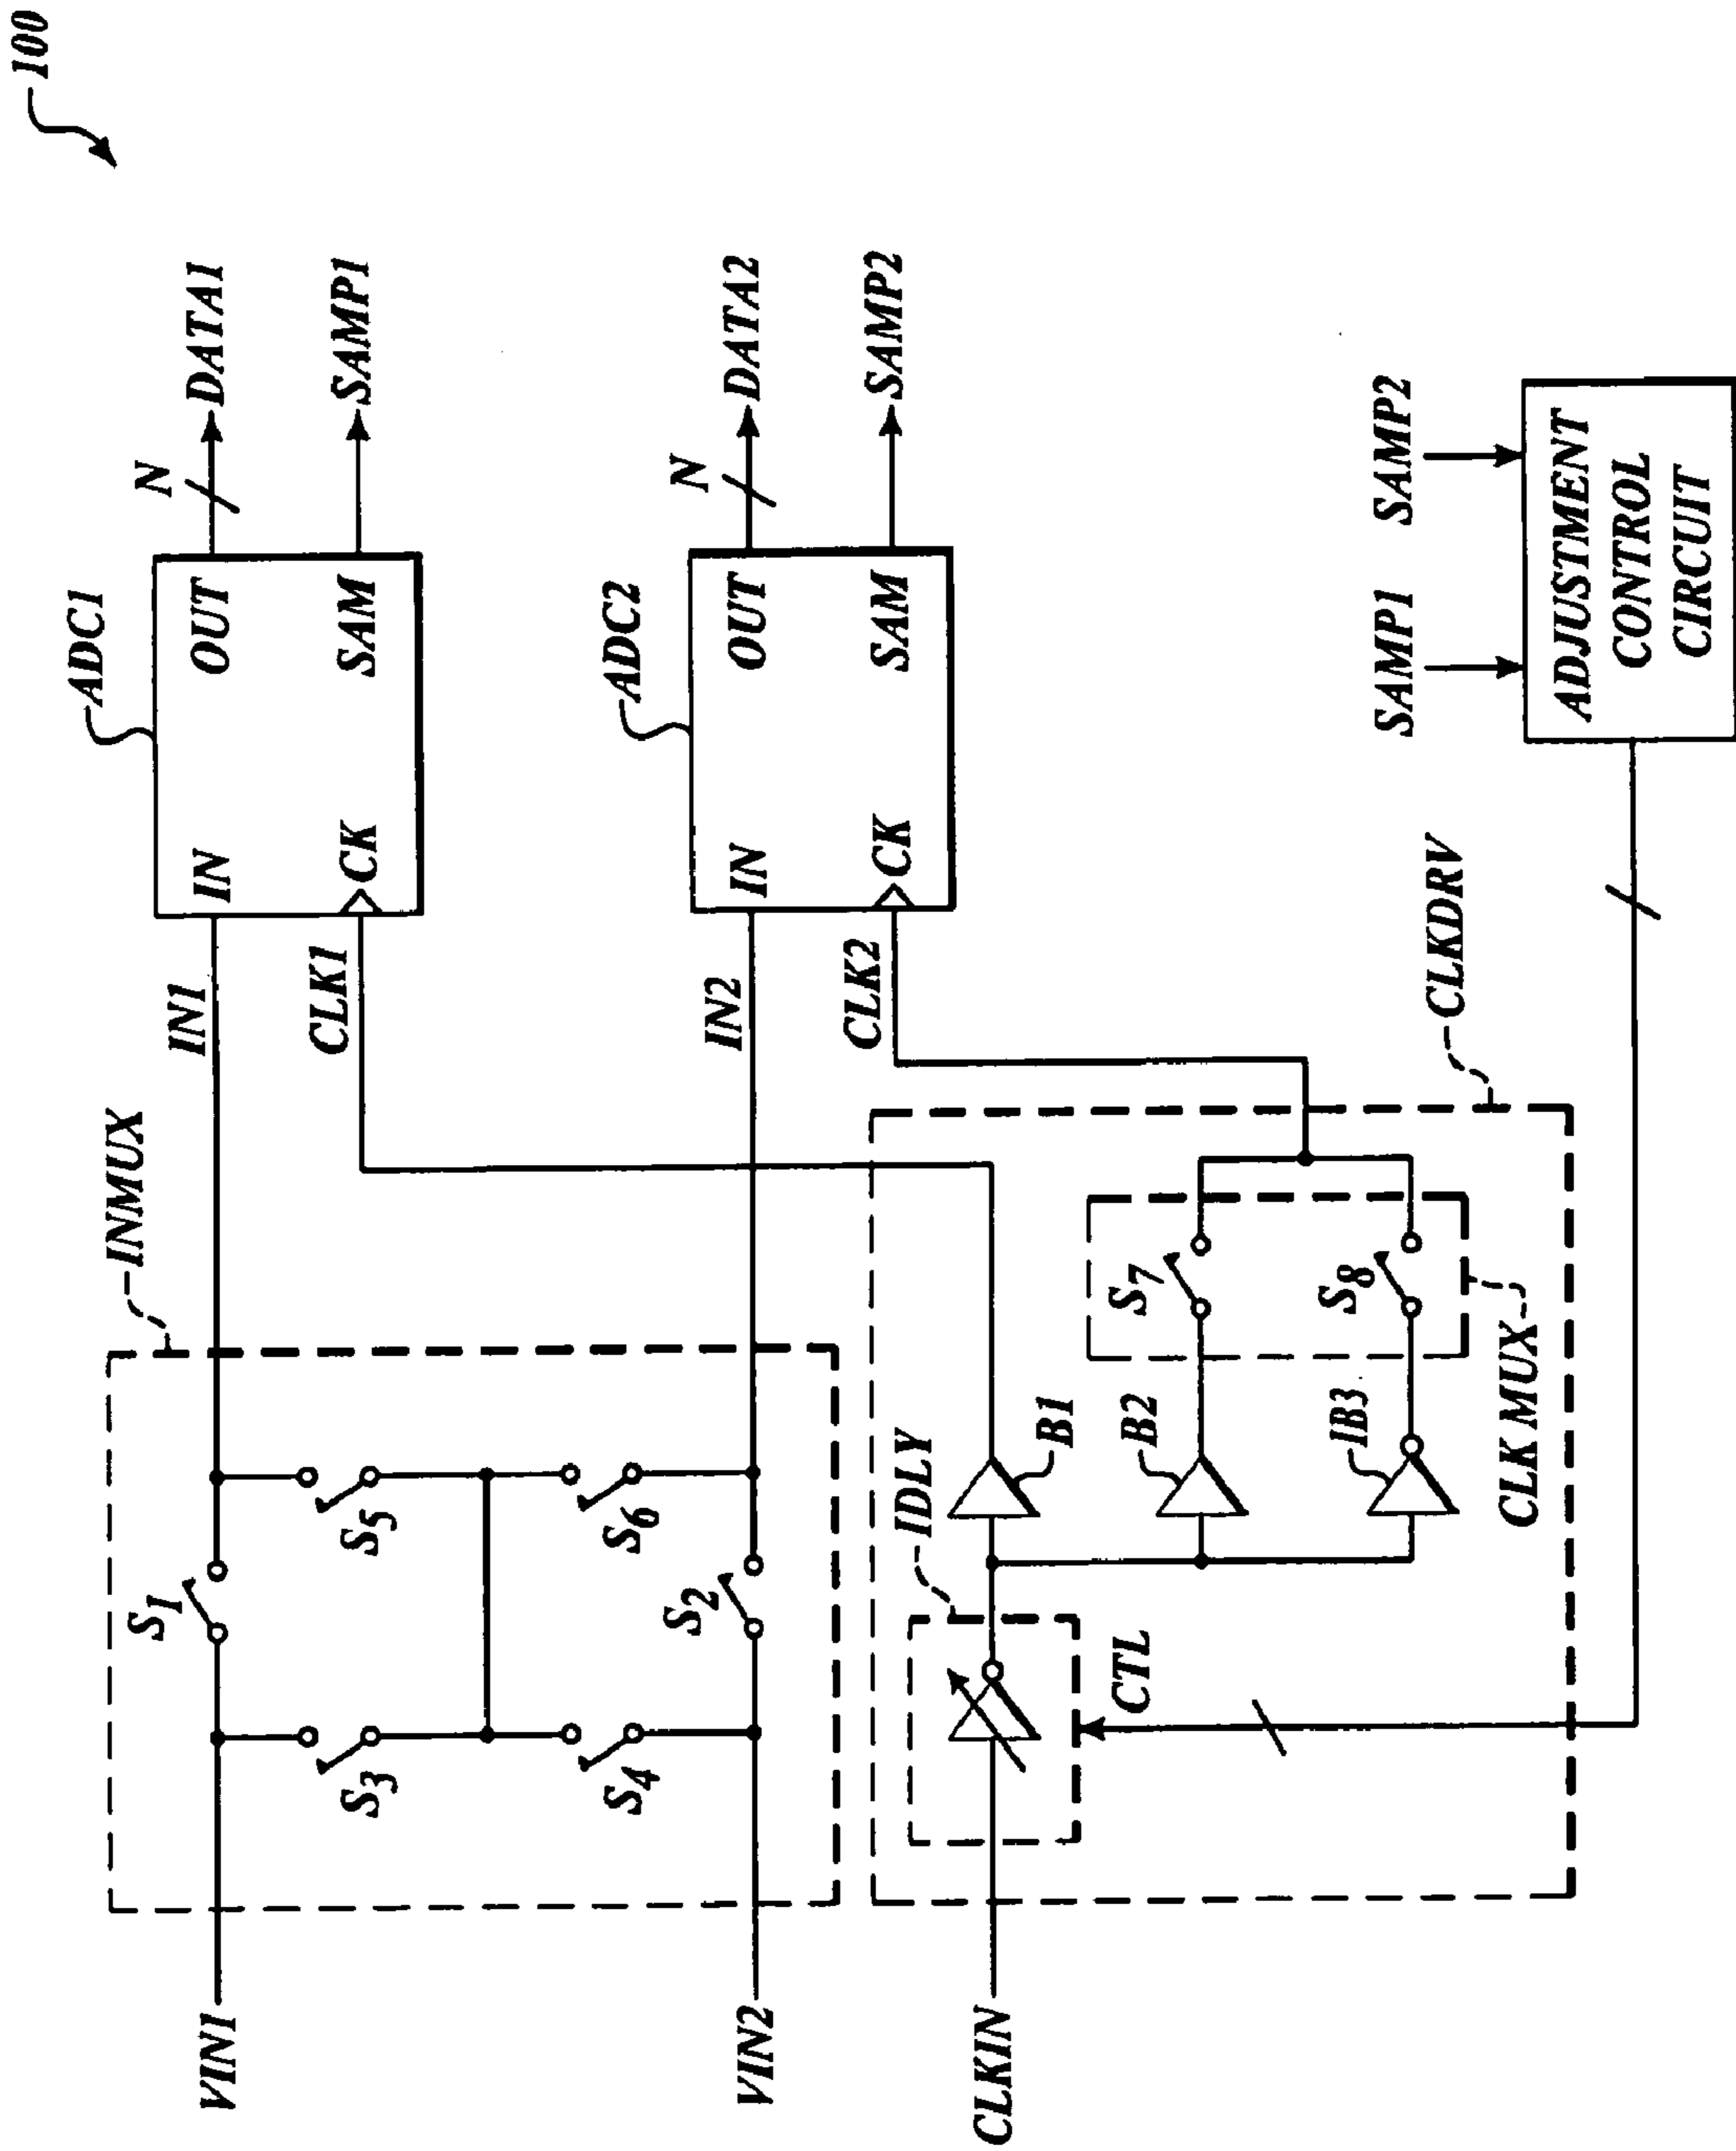 100
INMUX
ADC1
VIN1
S1
IN1
IN
OUT
N
DATA1
S3
S5
CLK1
CK
SAM
SAMP1
ADC2
S4
S6
VIN2
S2
IN2
IN
OUT
N
DATA2
CLK2
CK
SAM
SAMP2
IDLY
CLKIN
B1
CTL
B2
S7
IB3
S8
CLK MUX
CLKDRV
SAMP1
SAMP2
ADJUSTMENT
CONTROL
CIRCUIT